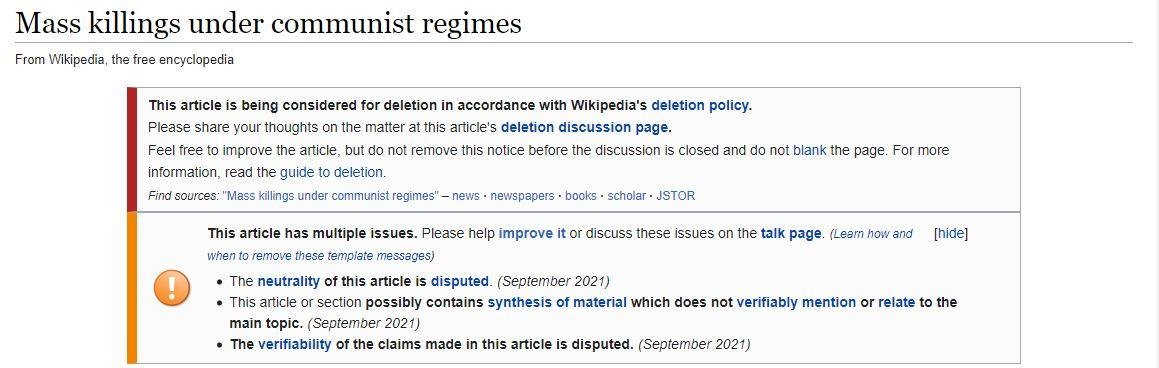 Mass killings under communist regimes
From Wikipedia, the free encyclopedia
This article is being considered for deletion in accordance with Wikipedia's deletion policy.
Please share your thoughts on the matter at this article's deletion discussion page.
Feel free to improve the article, but do not remove this notice before the discussion is closed and do not blank the page. For more
information, read the guide to deletion.
Find sources: "Mass killings under communist regimes" – news · newspapers · books · scholar · JSTOR
This article has multiple issues. Please help improve it or discuss these issues on the talk page. (Learn how and [hide]
when to remove these template messages)
• The neutrality of this article is disputed. (September 2021)
• This article or section possibly contains synthesis of material which does not verifiably mention or relate to the
main topic. (September 2021)
• The verifiability of the claims made in this article is disputed. (September 2021)